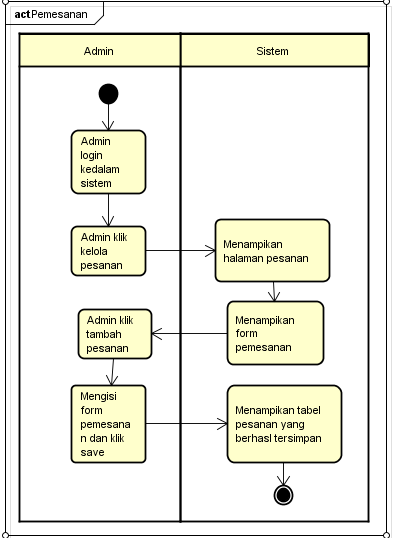 act Pemesanan
Admin
Sistem
Admin
login
kedalam
sistem
Admin klik
kelola
pesanan
Menampikan
halaman pesanan
Menampikan
form
pemesanan
Admin klik
tambah
pesanan
Mengisi
form
pemesana
n dan klik
save
Menampikan tabel
pesanan yang
berhasl tersimpan